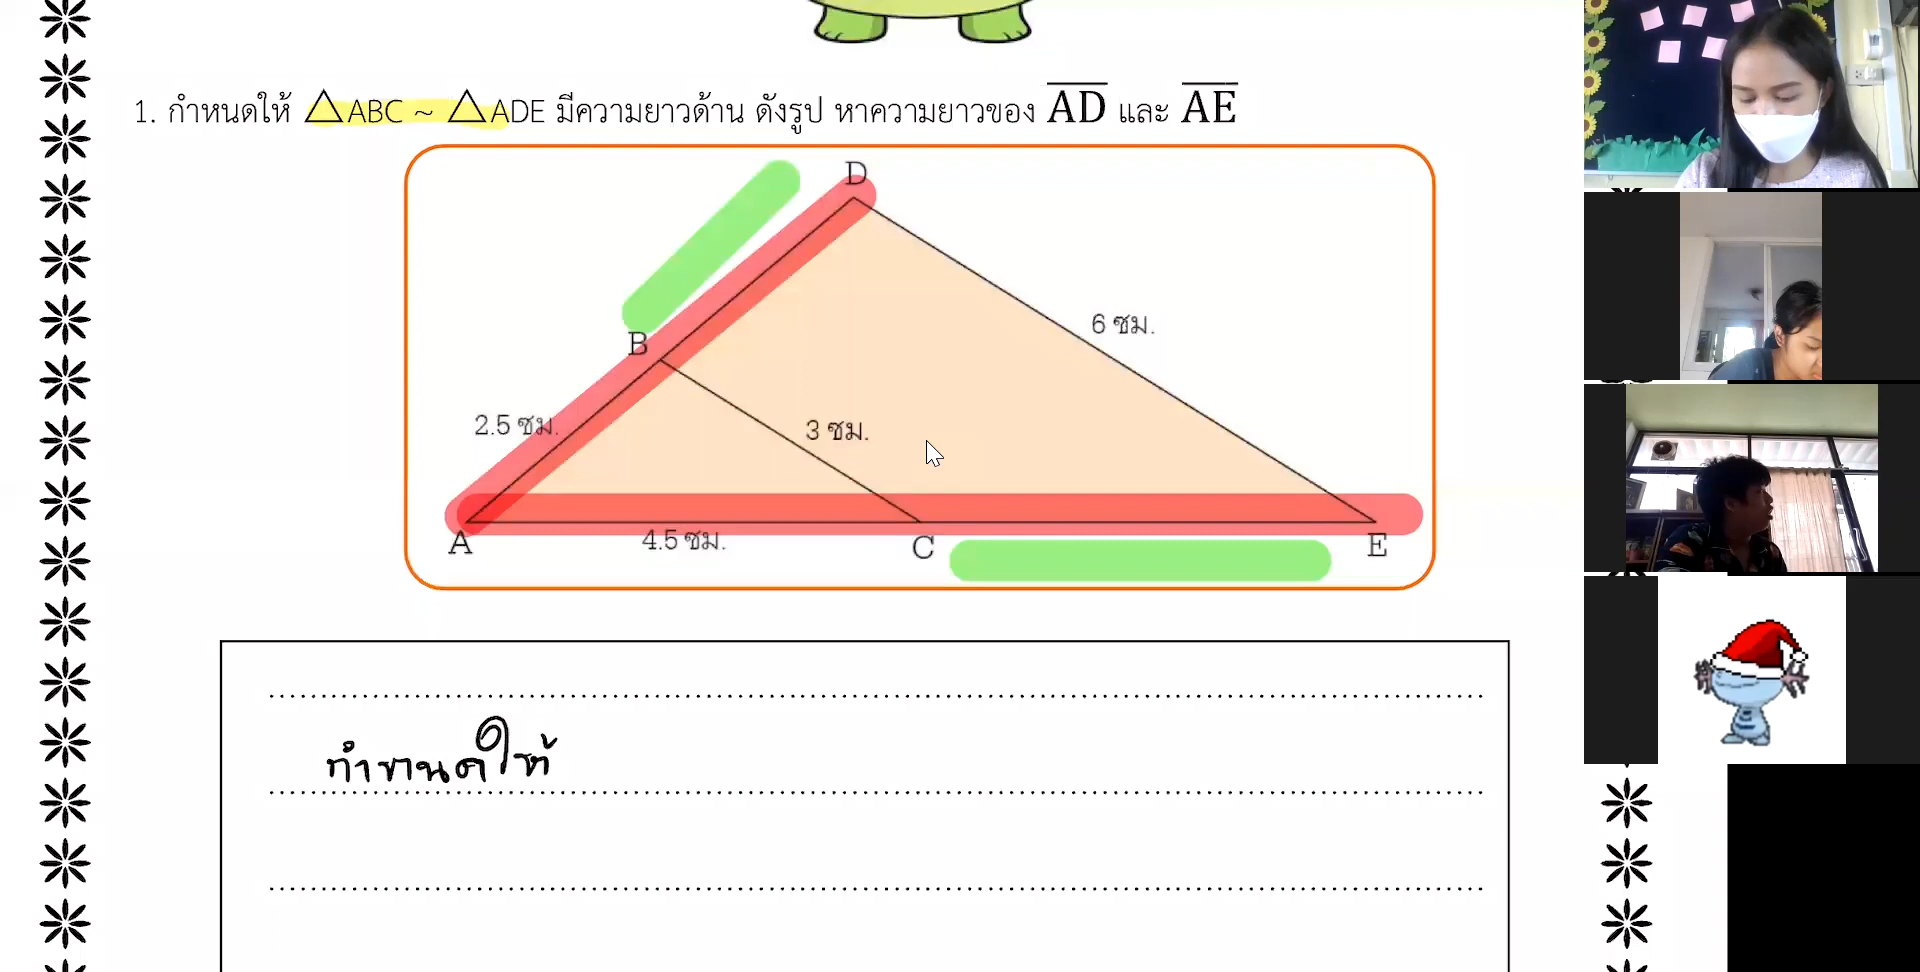 1. กำหนดให้ △ABC ~ △ADE มีความยาวด้าน ดังรูป หาความยาวของ AD และ AE
D
6 ซม.
B
2.5 ซม.
3 ซม.
A
4.5 ซม.
C
E
กำหนดให้